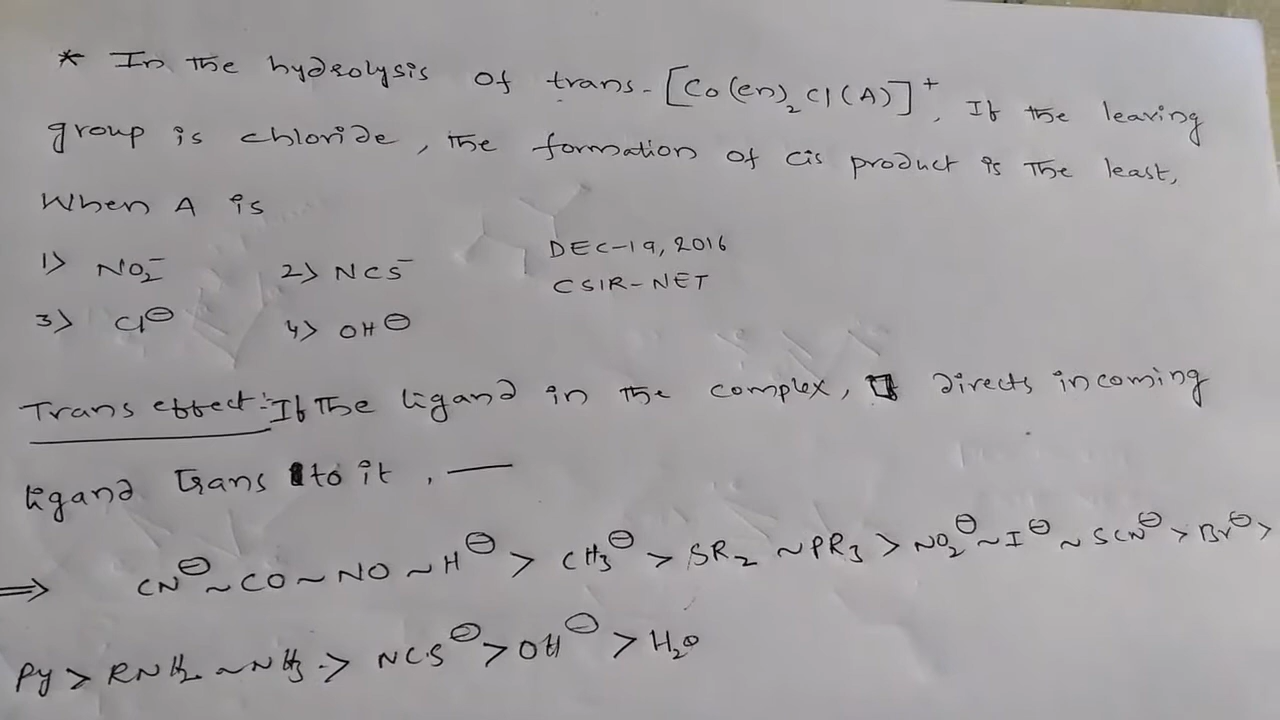 * In the hydrolysis of trans-[Co(en)₂Cl(A)]⁺, If the leaving
group is chloride, the formation of cis product is the least,
When A is
1) NO₂⁻ 2) NCS⁻
3) Cl⊖ 4) OH⊖
DEC-19, 2016
CSIR-NET
Trans effect:- If the ligand in the complex, directs incoming
ligand trans to it, —
⇒ CN⊖ ~ CO ~ NO ~ H⊖ > CH₃⊖ > SR₂ ~ PR₃ > NO₂⊖ ~ I⊖ ~ SCN⊖ > Br⊖ >
Py > RNH₂ ~ NH₃ > NCS⊖ > OH⊖ > H₂O